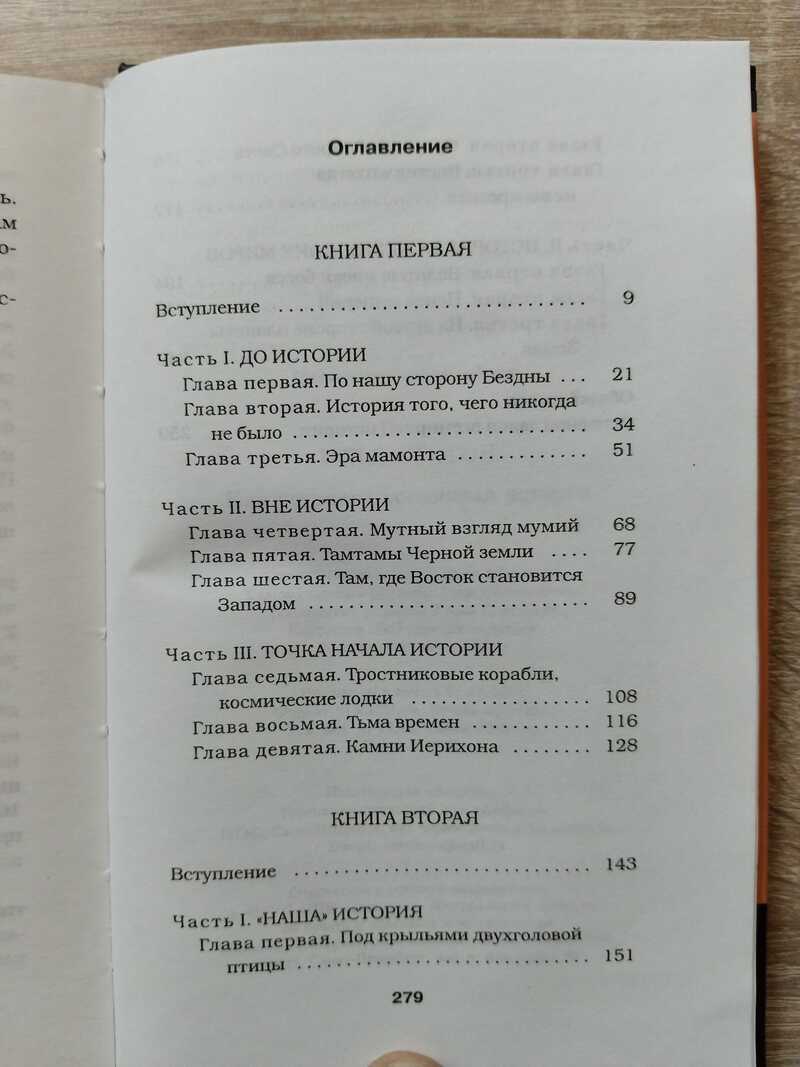 Оглавление
КНИГА ПЕРВАЯ
Вступление . . . . . . . . . . . . . . . . . . . . . . . . . . . . . . 9
Часть I. ДО ИСТОРИИ
Глава первая. По нашу сторону Бездны . . . 21
Глава вторая. История того, чего никогда
не было . . . . . . . . . . . . . . . . . . . . . . . . . . . . 34
Глава третья. Эра мамонта . . . . . . . . . . . . . 51
Часть II. ВНЕ ИСТОРИИ
Глава четвертая. Мутный взгляд мумий 68
Глава пятая. Тамтамы Черной земли . . . . 77
Глава шестая. Там, где Восток становится
Западом . . . . . . . . . . . . . . . . . . . . . . . . . . . 89
Часть III. ТОЧКА НАЧАЛА ИСТОРИИ
Глава седьмая. Тростниковые корабли,
космические лодки . . . . . . . . . . . . . . . . . 108
Глава восьмая. Тьма времен . . . . . . . . . . . . 116
Глава девятая. Камни Иерихона . . . . . . . . 128
КНИГА ВТОРАЯ
Вступление . . . . . . . . . . . . . . . . . . . . . . . . . . . . . 143
Часть I. «НАША» ИСТОРИЯ
Глава первая. Под крыльями двухголовой
птицы . . . . . . . . . . . . . . . . . . . . . . . . . . . . 151
279